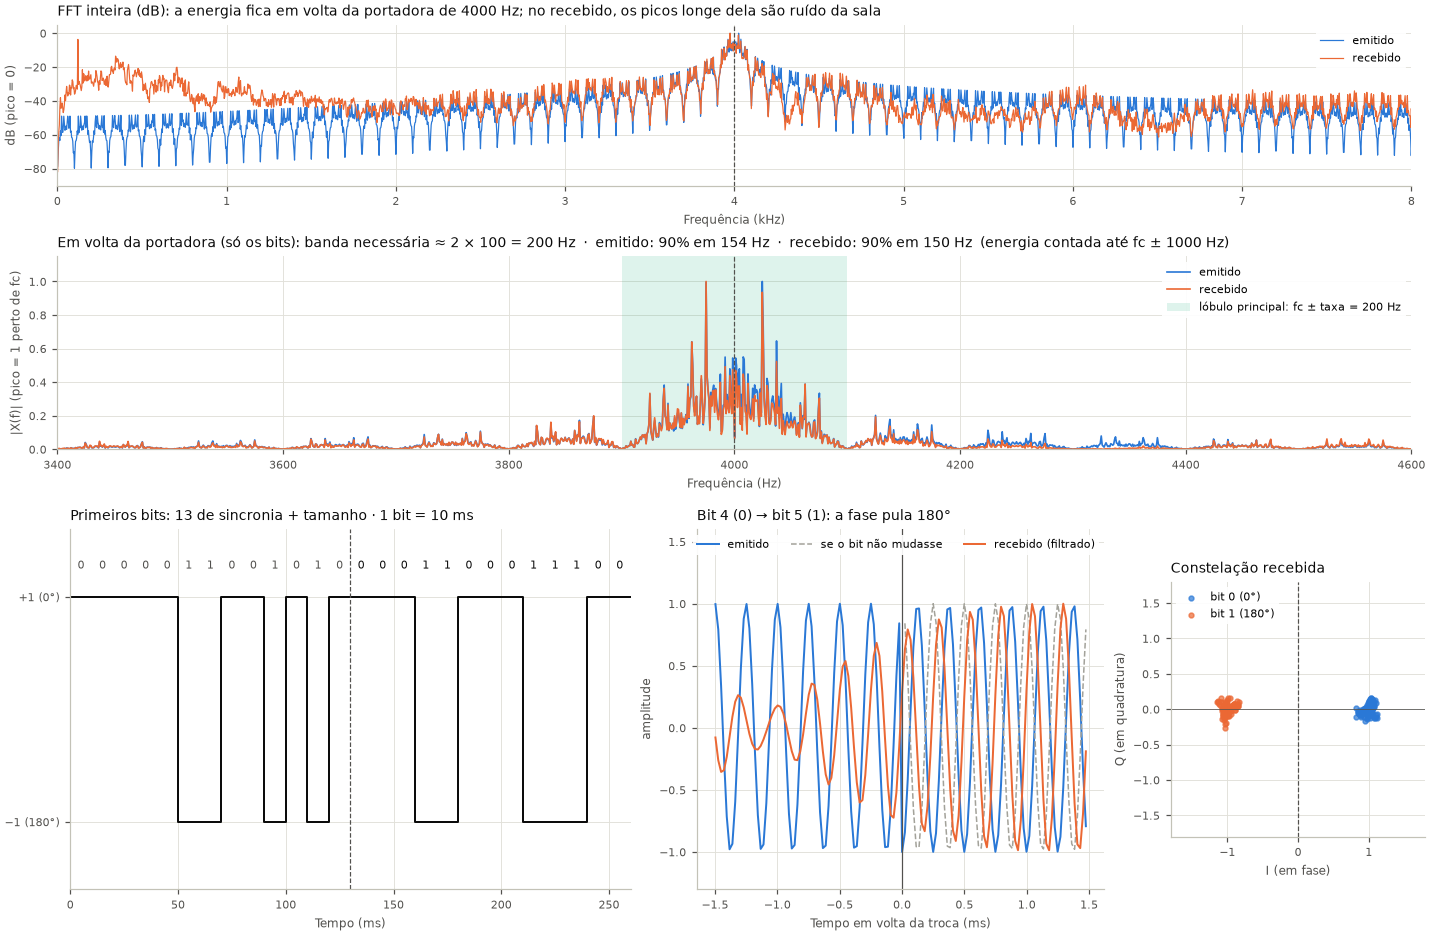 FFT inteira (dB): a energia fica em volta da portadora de 4000 Hz; no recebido, os picos longe dela são ruído da sala
dB (pico = 0)
0
−20
−40
−60
−80
emitido
recebido
0 1 2 3 4 5 6 7 8
Frequência (kHz)
Em volta da portadora (só os bits): banda necessária ≈ 2 × 100 = 200 Hz · emitido: 90% em 154 Hz · recebido: 90% em 150 Hz (energia contada até fc ± 1000 Hz)
|X(f)| (pico = 1 perto de fc)
1.0
0.8
0.6
0.4
0.2
0.0
emitido
recebido
lóbulo principal: fc ± taxa = 200 Hz
3400 3600 3800 4000 4200 4400 4600
Frequência (Hz)
Primeiros bits: 13 de sincronia + tamanho · 1 bit = 10 ms
0 0 0 0 0 1 1 0 0 1 0 1 0 0 0 0 1 1 0 0 0 1 1 1 0 0
+1 (0°)
−1 (180°)
0 50 100 150 200 250
Tempo (ms)
Bit 4 (0) → bit 5 (1): a fase pula 180°
emitido se o bit não mudasse recebido (filtrado)
amplitude
1.5
1.0
0.5
0.0
−0.5
−1.0
−1.5 −1.0 −0.5 0.0 0.5 1.0 1.5
Tempo em volta da troca (ms)
Constelação recebida
bit 0 (0°)
bit 1 (180°)
Q (em quadratura)
1.5
1.0
0.5
0.0
−0.5
−1.0
−1.5
−1 0 1
I (em fase)